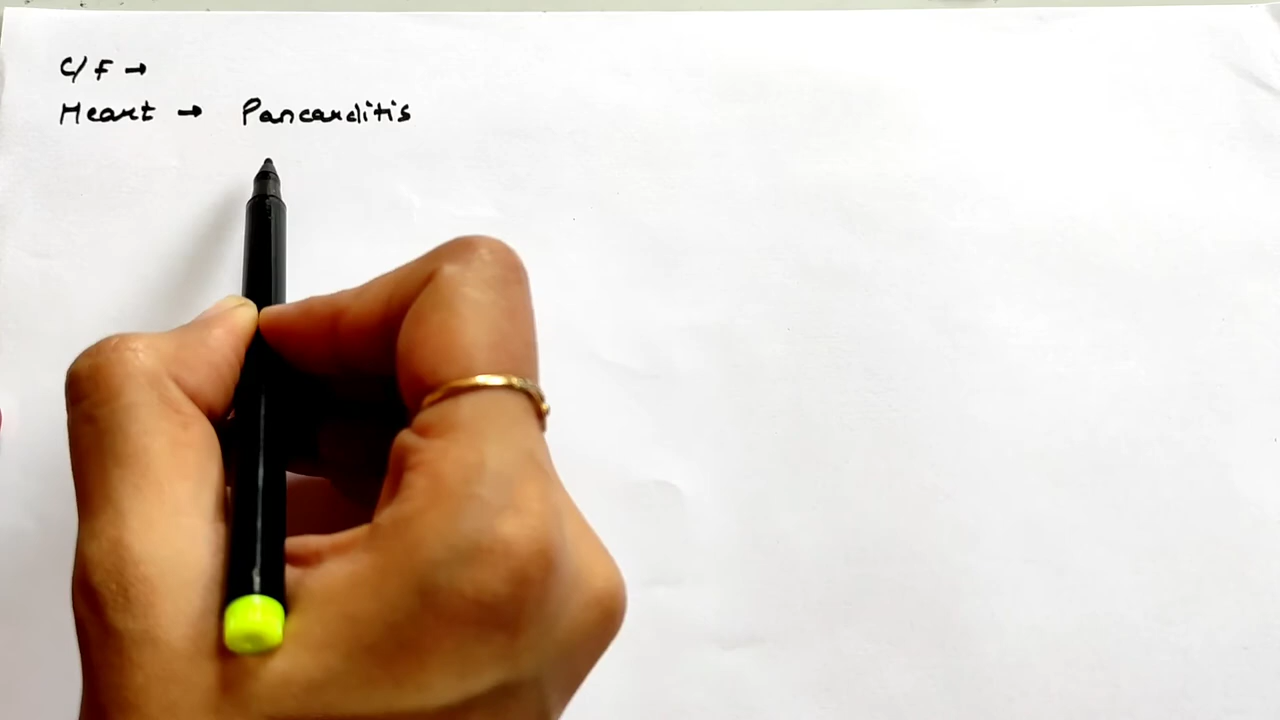 C/F →
Heart → Pancarditis